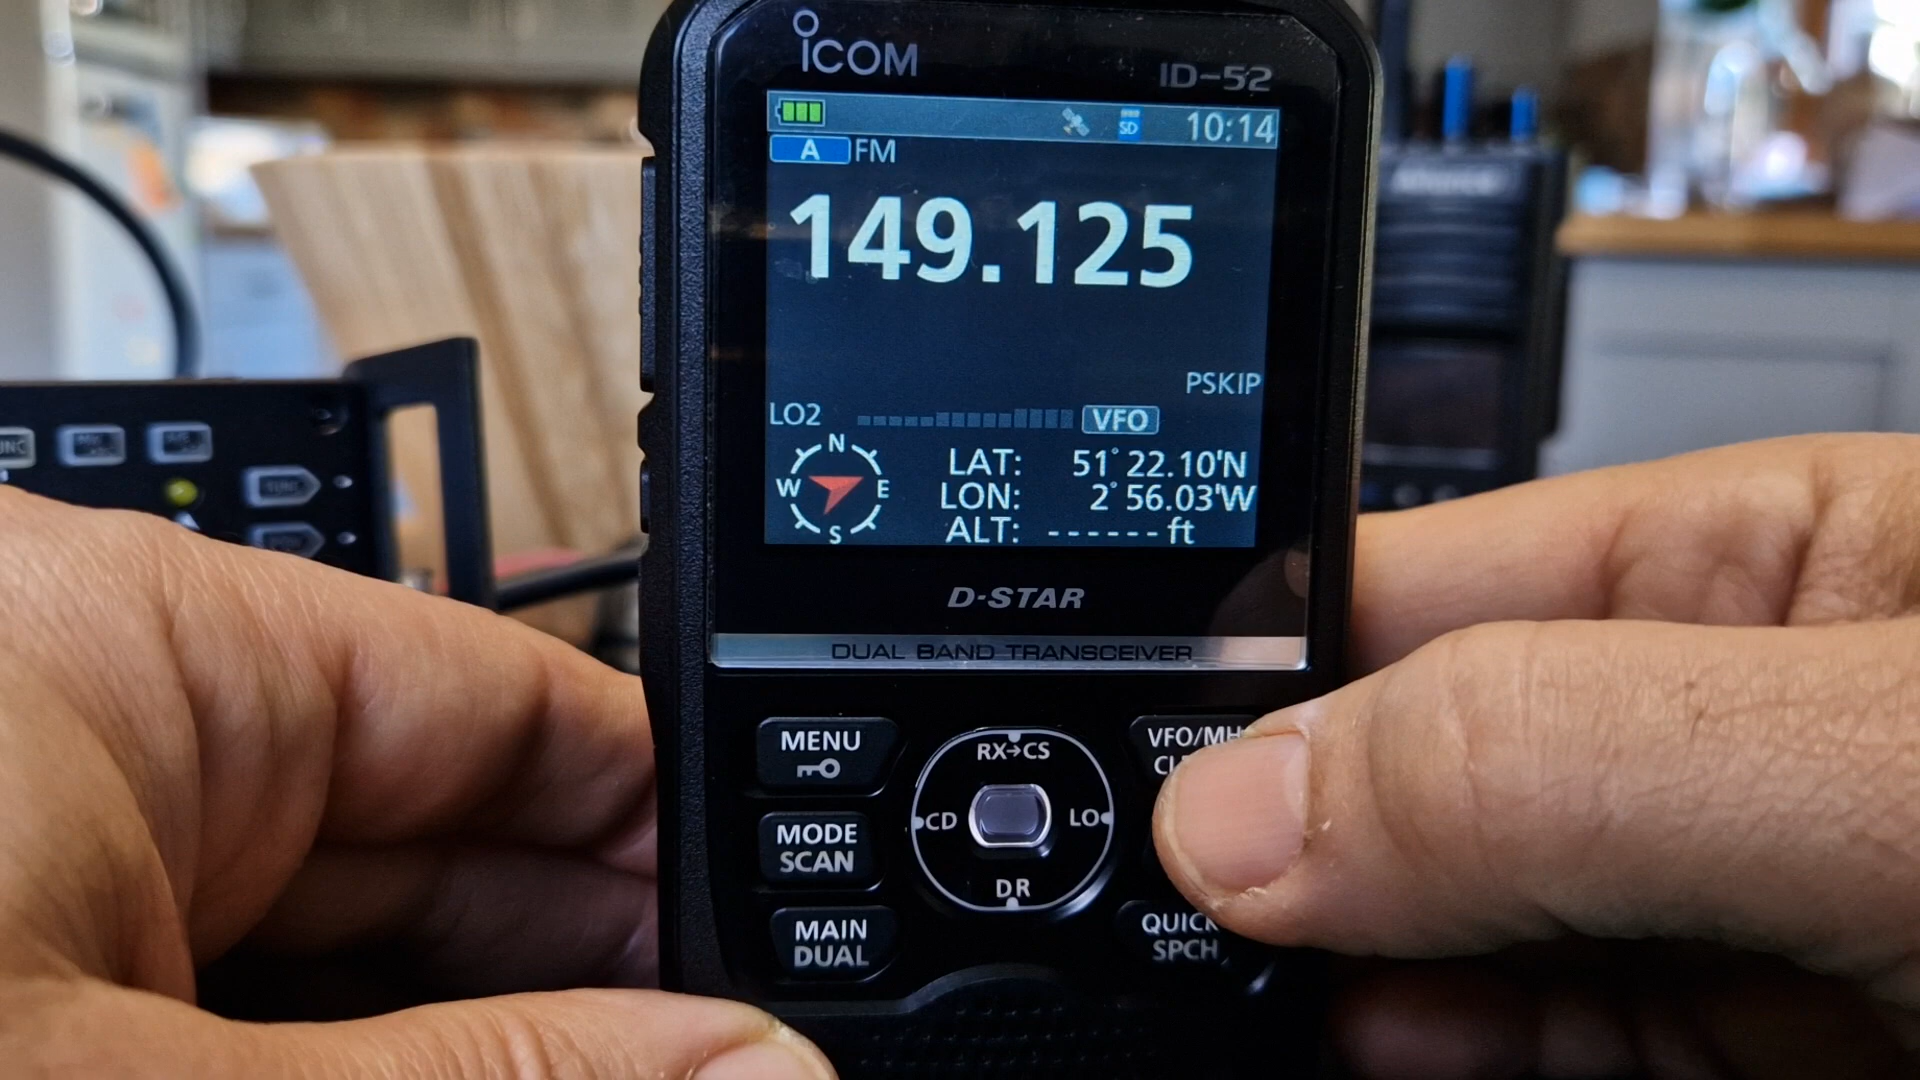 iCOM
ID-52
SD 10:14
A FM
149.125
PSKIP
LO2 VFO
N
W E
S
LAT: 51°22.10'N
LON: 2°56.03'W
ALT: ------ft
D-STAR
DUAL BAND TRANSCEIVER
MENU
RX→CS
VFO/MH
CD
LO
MODE
SCAN
DR
MAIN
DUAL
QUICK
SPCH